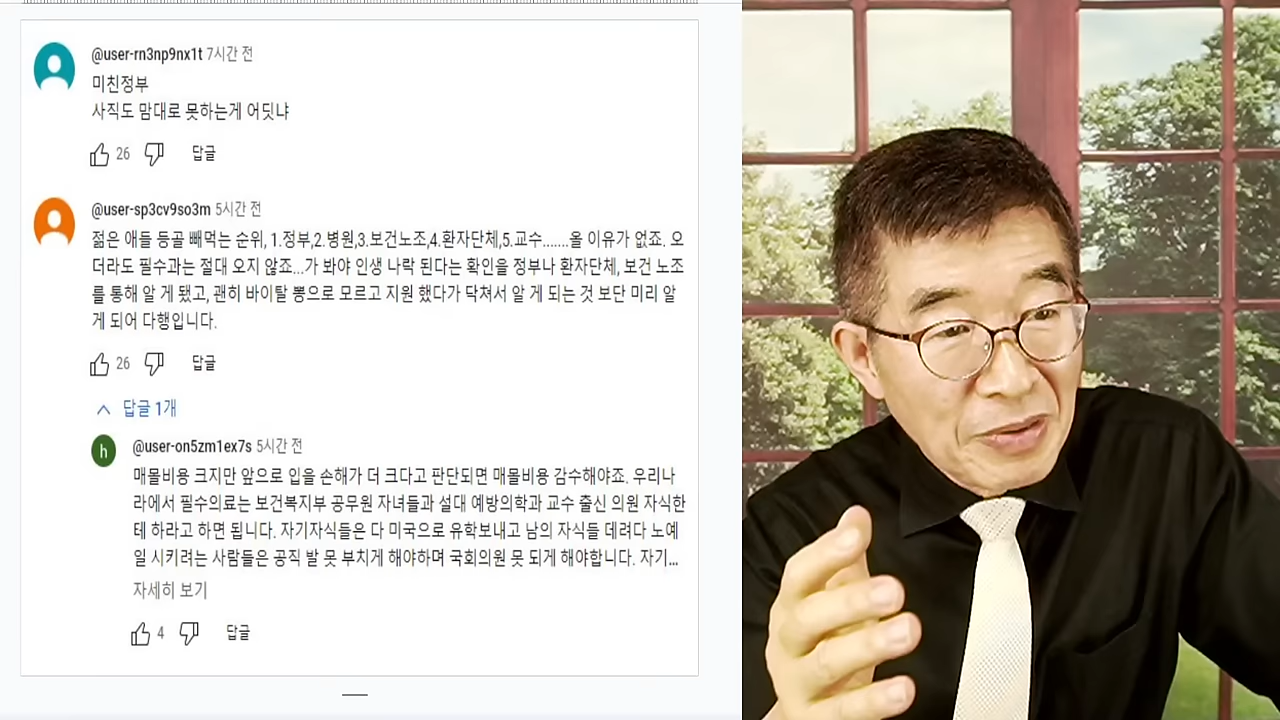 @user-rn3np9nx1t 7시간 전
미친정부
사직도 맘대로 못하는게 어딧냐
26 답글
@user-sp3cv9so3m 5시간 전
젊은 애들 등골 빼먹는 순위, 1.정부,2.병원,3.보건노조,4.환자단체,5.교수.......올 이유가 없죠. 오
더라도 필수과는 절대 오지 않죠...가 봐야 인생 나락 된다는 확인을 정부나 환자단체, 보건 노조
를 통해 알 게 됐고, 괜히 바이탈 뽕으로 모르고 지원 했다가 닥쳐서 알 게 되는 것 보단 미리 알
게 되어 다행입니다.
26 답글
답글 1개
h
@user-on5zm1ex7s 5시간 전
매몰비용 크지만 앞으로 입을 손해가 더 크다고 판단되면 매몰비용 감수해야죠. 우리나
라에서 필수의료는 보건복지부 공무원 자녀들과 설대 예방의학과 교수 출신 의원 자식한
테 하라고 하면 됩니다. 자기자식들은 다 미국으로 유학보내고 남의 자식들 데려다 노예
일 시키려는 사람들은 공직 발 못 부치게 해야하며 국회의원 못 되게 해야합니다. 자기...
자세히 보기
4 답글